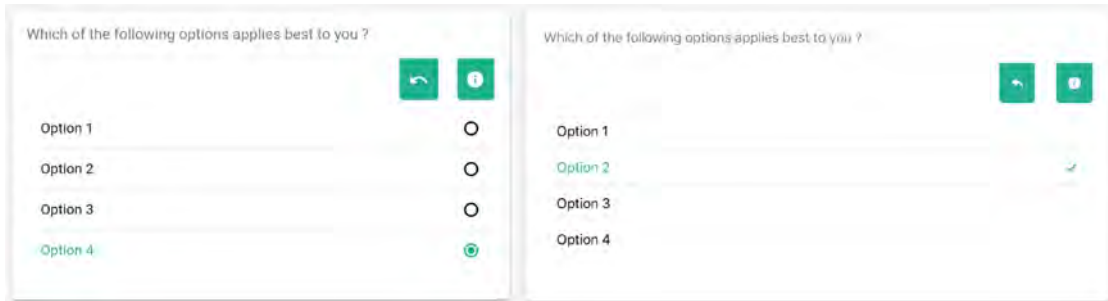 Which of the following options applies best to you ?
Option 1
Option 2
Option 3
Option 4
Which of the following options applies best to you ?
Option 1
Option 2
Option 3
Option 4